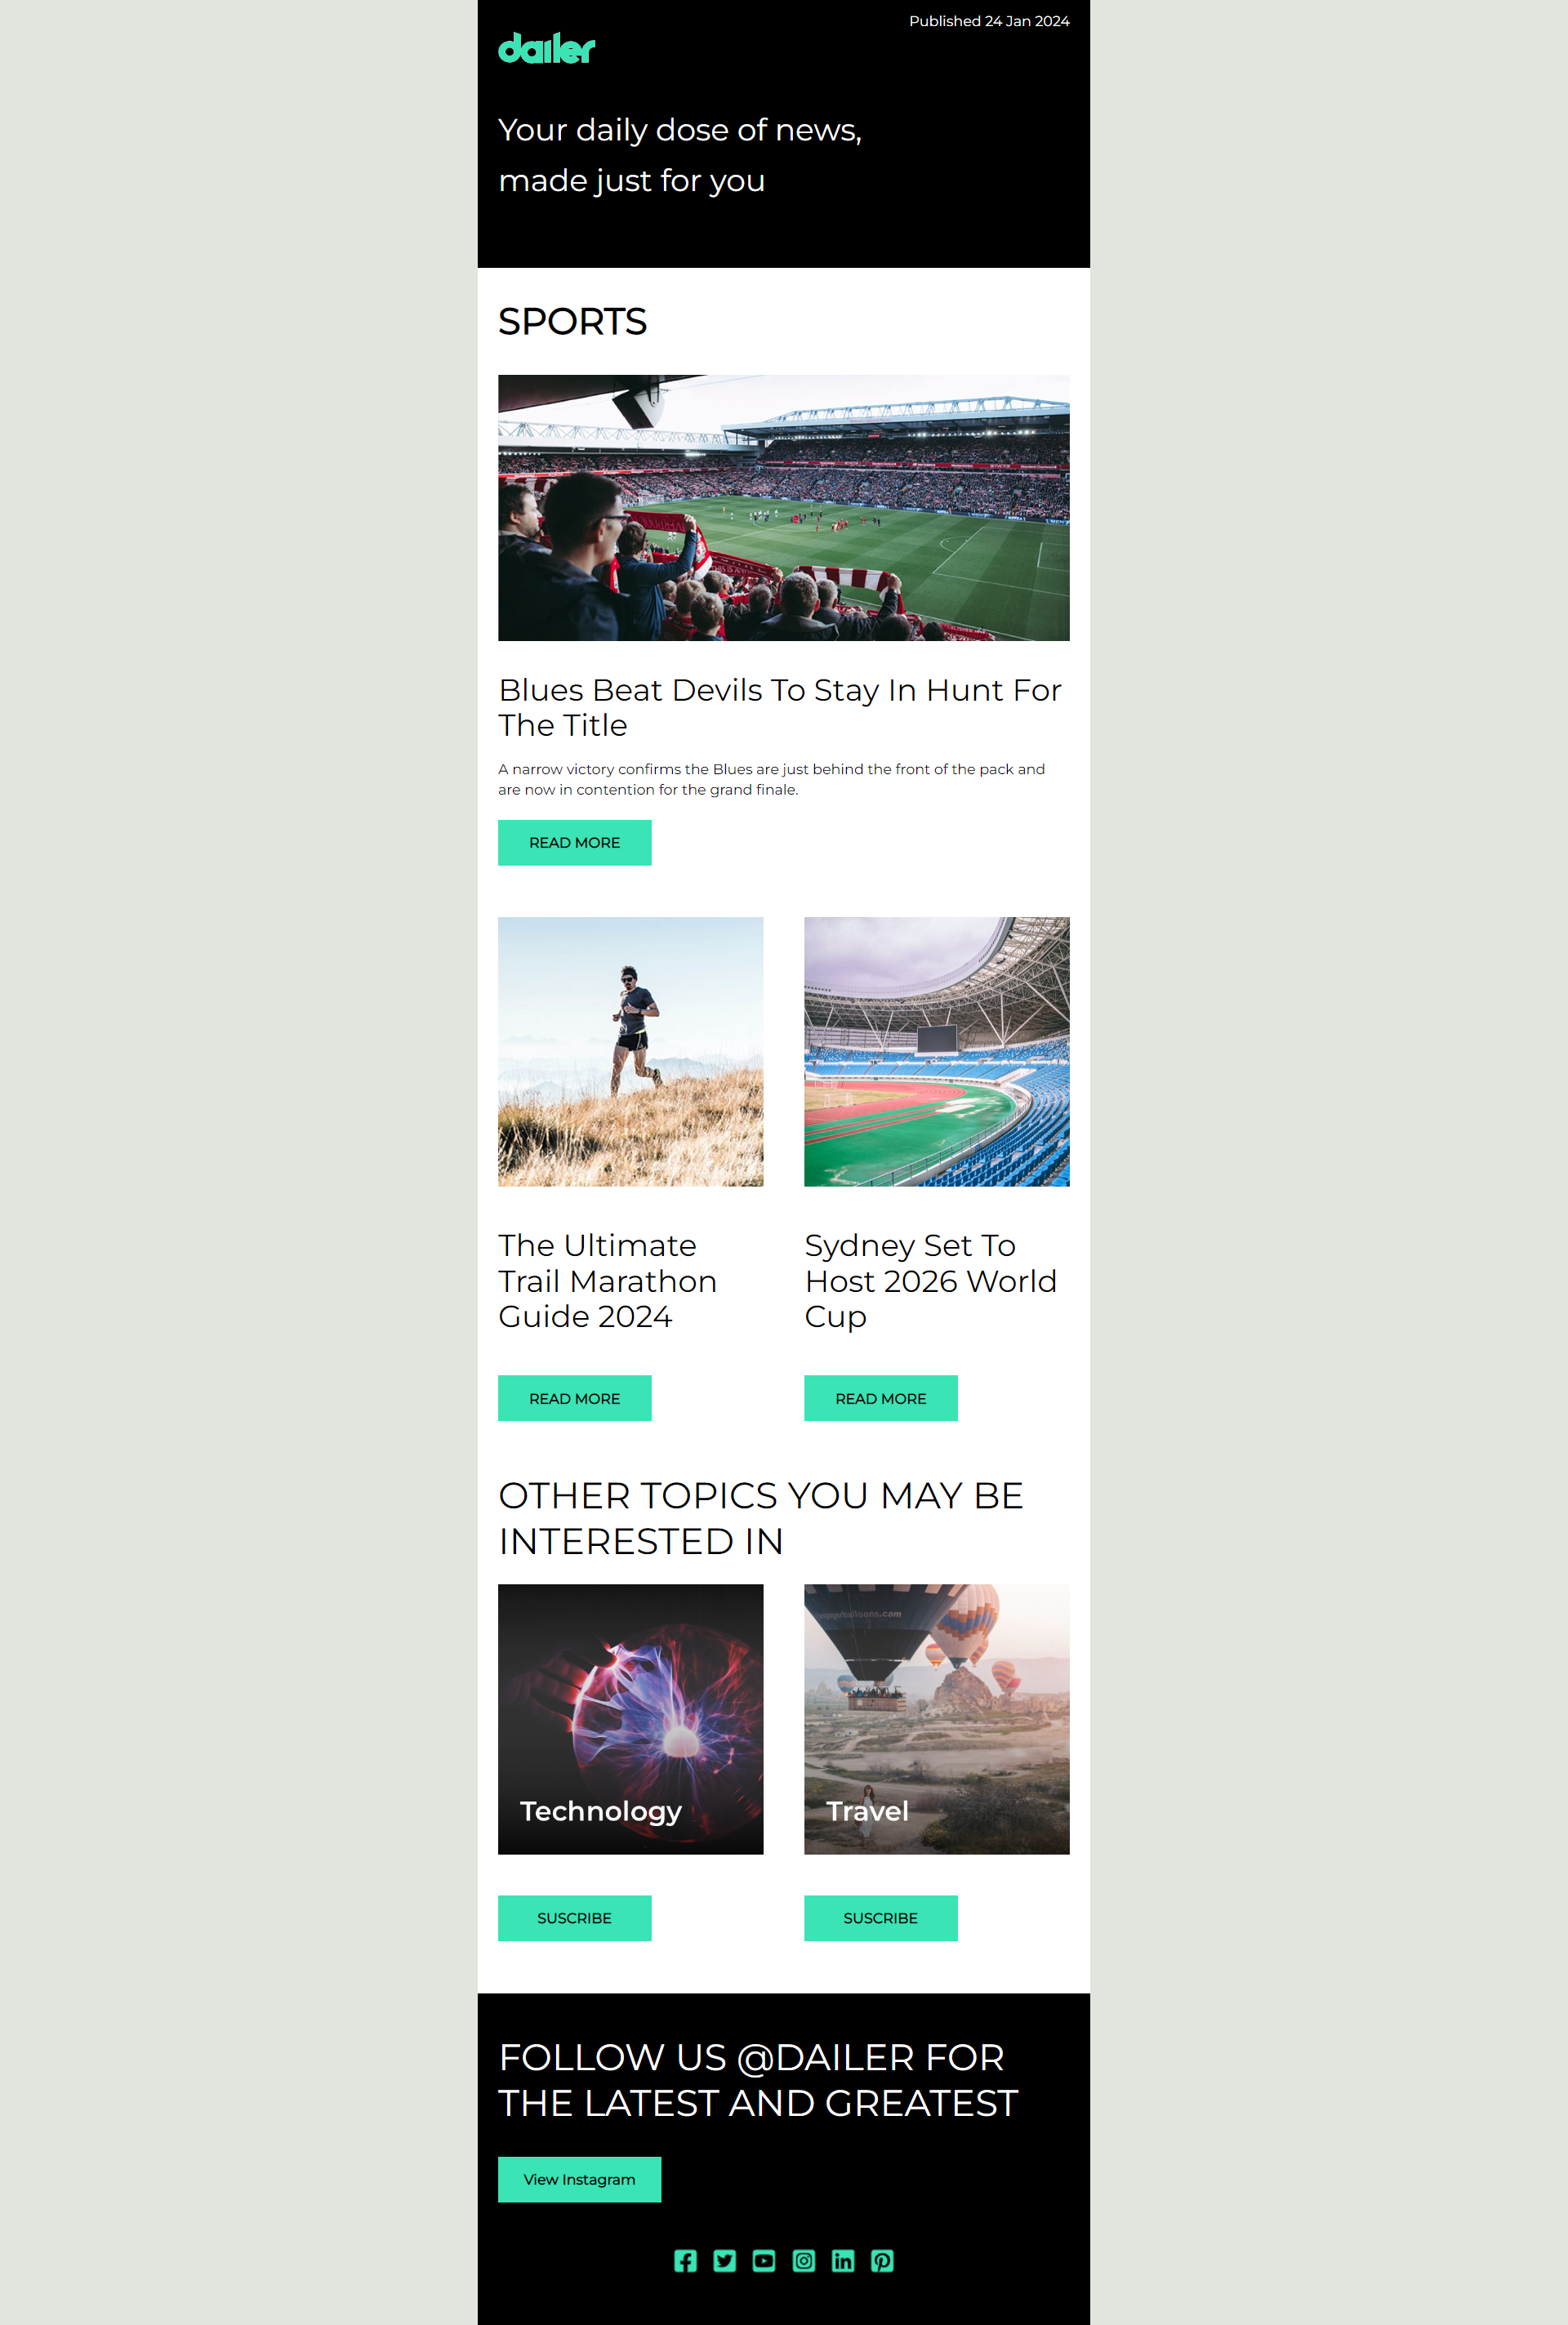 Published 24 Jan 2024
dailer
Your daily dose of news,
made just for you
SPORTS
Blues Beat Devils To Stay In Hunt For
The Title
A narrow victory confirms the Blues are just behind the front of the pack and
are now in contention for the grand finale.
READ MORE
The Ultimate
Trail Marathon
Guide 2024
READ MORE
Sydney Set To
Host 2026 World
Cup
READ MORE
OTHER TOPICS YOU MAY BE
INTERESTED IN
Technology
Travel
SUSCRIBE
SUSCRIBE
FOLLOW US @DAILER FOR
THE LATEST AND GREATEST
View Instagram
in